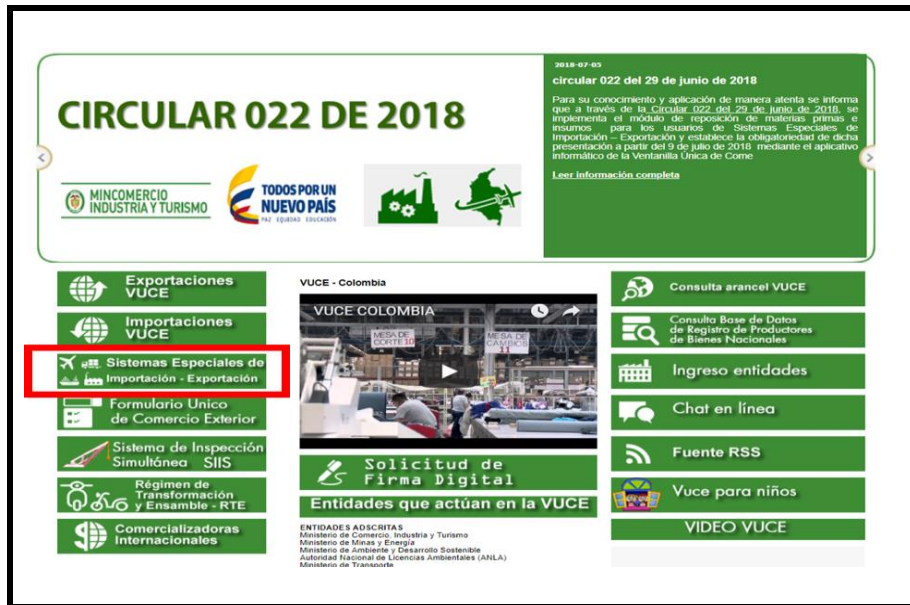 CIRCULAR 022 DE 2018
MINCOMERCIO
INDUSTRIA Y TURISMO
TODOS POR UN
NUEVO PAÍS
PAZ EQUIDAD EDUCACIÓN
2018-07-05
circular 022 del 29 de junio de 2018
Para su conocimiento y aplicación de manera atenta se informa
que a través de la Circular 022 del 29 de junio de 2018, se
implementa el módulo de reposición de materias primas e
insumos para los usuarios de Sistemas Especiales de
Importación – Exportación y establece la obligatoriedad de dicha
presentación a partir del 9 de julio de 2018 mediante el aplicativo
informático de la Ventanilla Única de Come
Leer información completa
Exportaciones
VUCE
Importaciones
VUCE
Sistemas Especiales de
Importación - Exportación
Formulario Unico
de Comercio Exterior
Sistema de Inspección
Simultánea SIIS
Régimen de
Transformación
y Ensamble - RTE
Comercializadoras
Internacionales
VUCE - Colombia
VUCE COLOMBIA
MESA DE
CORTE 10
MESA DE
CAMBIOS
11
Solicitud de
Firma Digital
Entidades que actúan en la VUCE
ENTIDADES ADSCRITAS
Ministerio de Comercio, Industria y Turismo
Ministerio de Minas y Energía
Ministerio de Ambiente y Desarrollo Sostenible
Autoridad Nacional de Licencias Ambientales (ANLA)
Ministerio de Transporte
Consulta arancel VUCE
Consulta Base de Datos
de Registro de Productores
de Bienes Nacionales
Ingreso entidades
Chat en línea
Fuente RSS
Vuce para niños
VIDEO VUCE